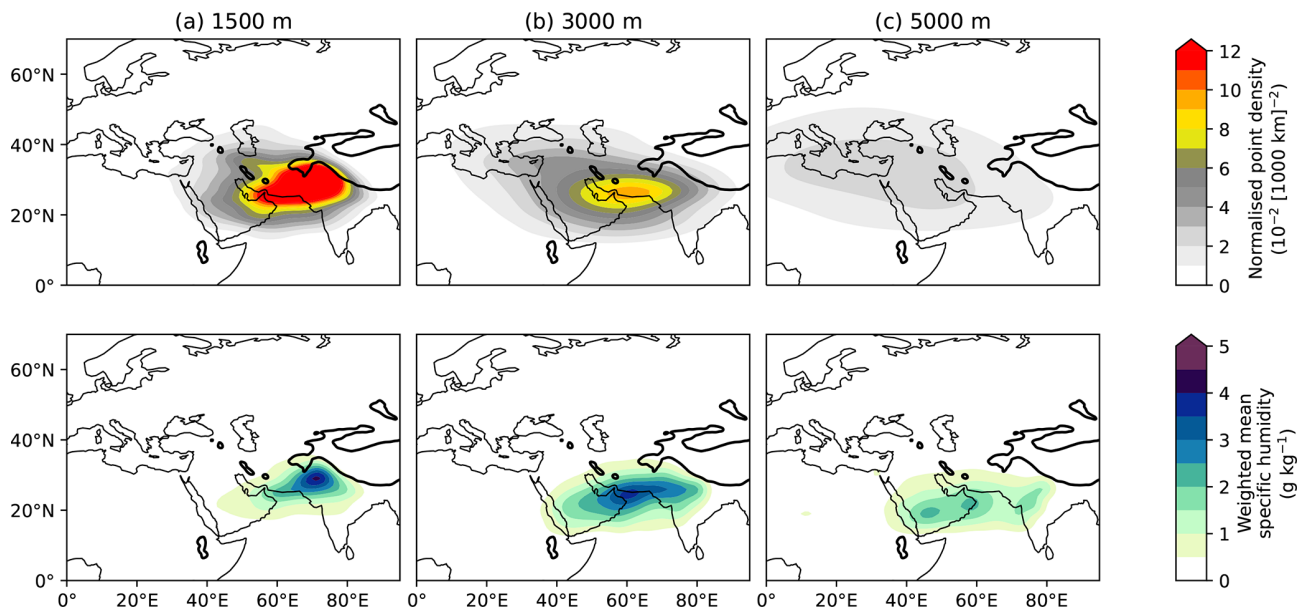 (a) 1500 m (b) 3000 m (c) 5000 m
60°N
40°N
20°N
0°
12
10
8
6
4
2
0
Normalised point density
(10⁻² [1000 km]⁻²)
60°N
40°N
20°N
0°
0° 20°E 40°E 60°E 80°E 0° 20°E 40°E 60°E 80°E 0° 20°E 40°E 60°E 80°E
5
4
3
2
1
0
Weighted mean
specific humidity
(g kg⁻¹)